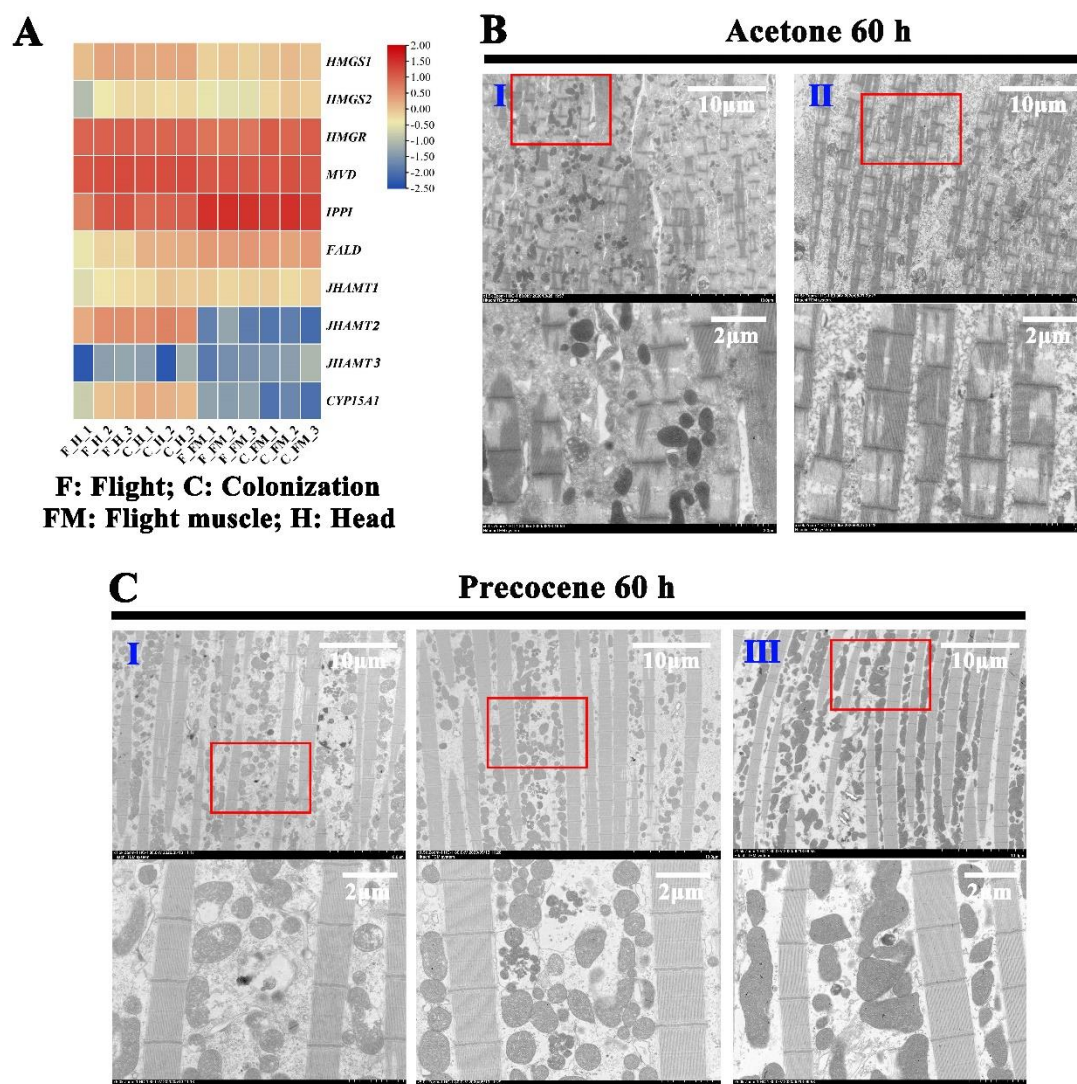 A
2.00
1.50
1.00
0.50
0.00
-0.50
-1.00
-1.50
-2.00
-2.50
HMGS1
HMGS2
HMGR
MVD
IPPI
FALD
JHAMT1
JHAMT2
JHAMT3
CYP15A1
F_H_1
F_H_2
F_H_3
C_H_1
C_H_2
C_H_3
F_FM_1
F_FM_2
F_FM_3
C_FM_1
C_FM_2
C_FM_3
F: Flight; C: Colonization
FM: Flight muscle; H: Head
B
Acetone 60 h
I
10μm
II
10μm
2μm
2μm
C
Precocene 60 h
I
10μm
10μm
III
10μm
2μm
2μm
2μm